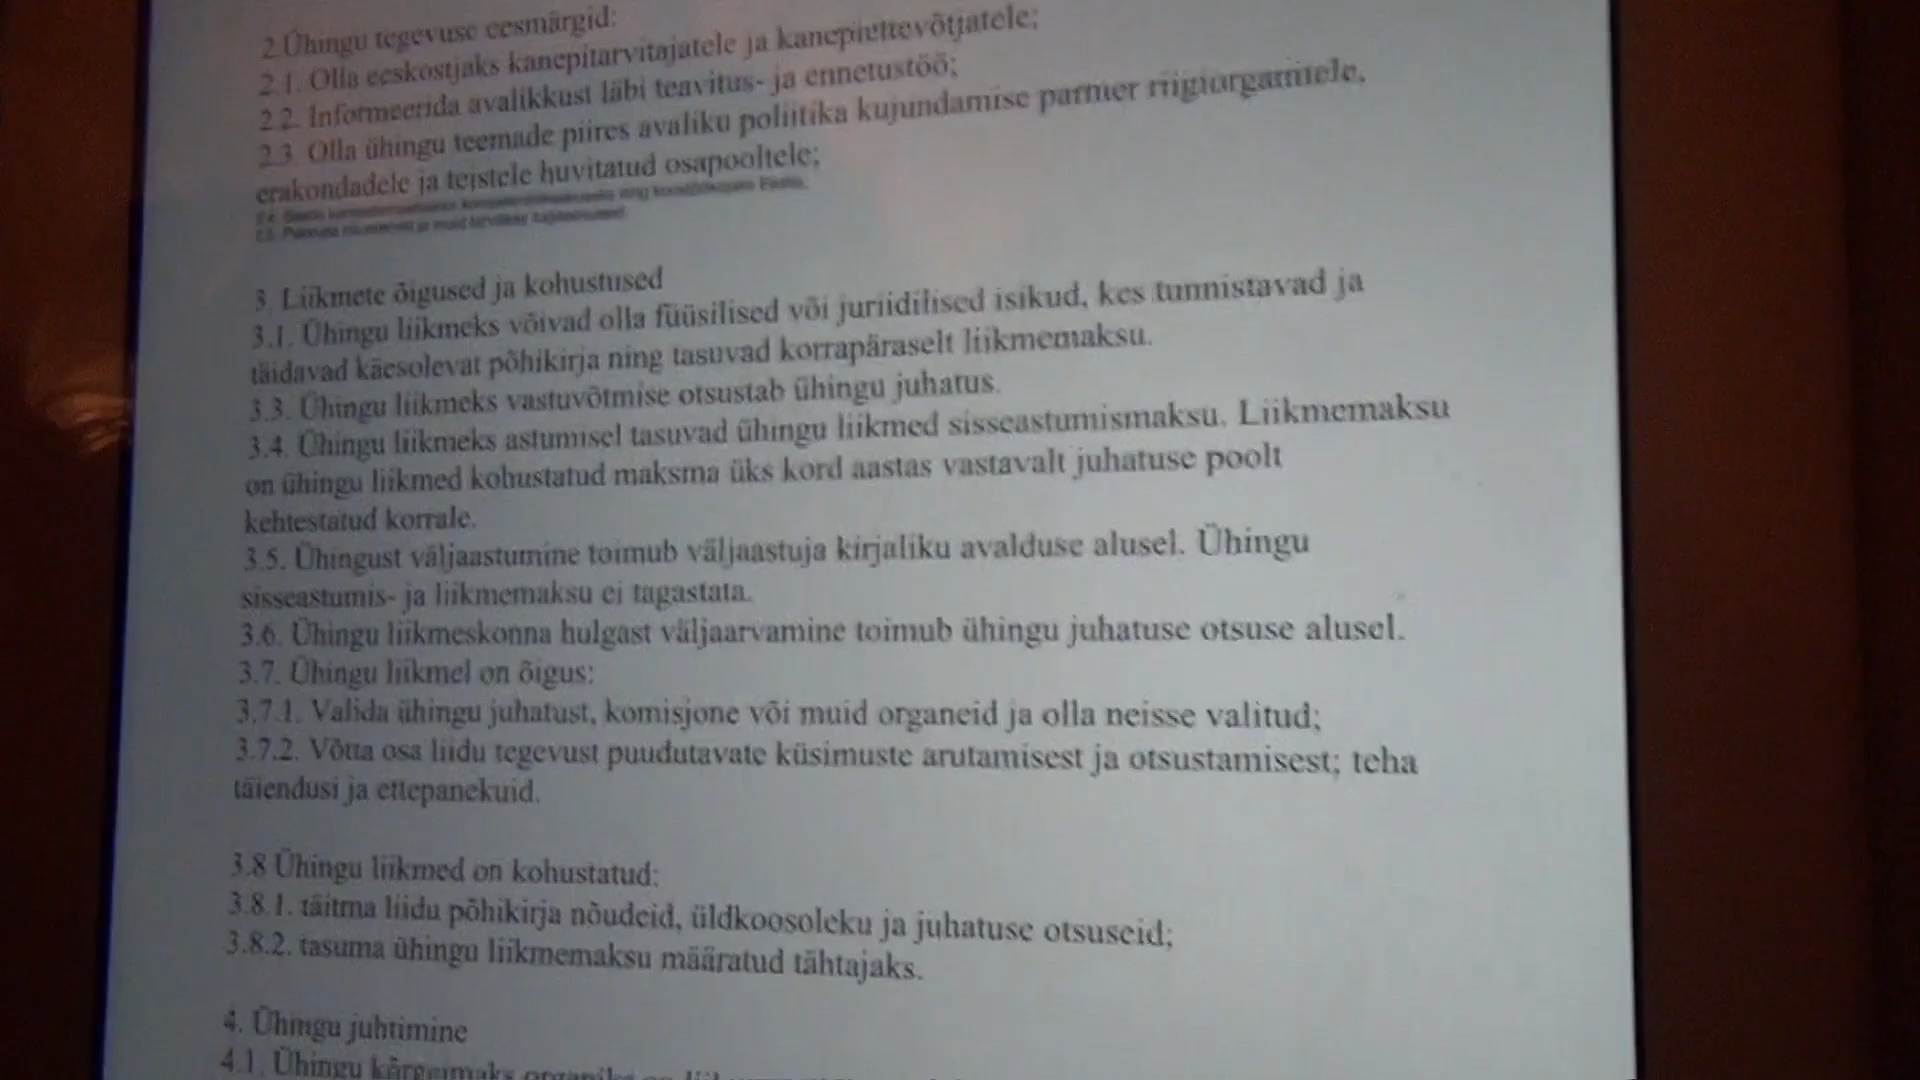 2.Ühingu tegevuse eesmärgid:
2.1. Olla eeskostjaks kanepitarvitajatele ja kanepiettevõtjatele;
2.2. Informeerida avalikkust läbi teavitus- ja ennetustöö;
2.3. Olla ühingu teemade piires avaliku poliitika kujundamise partner riigiorganitele,
erakondadele ja teistele huvitatud osapooltele;
3. Liikmete õigused ja kohustused
3.1. Ühingu liikmeks võivad olla füüsilised või juriidilised isikud, kes tunnistavad ja
täidavad käesolevat põhikirja ning tasuvad korrapäraselt liikmemaksu.
3.3. Ühingu liikmeks vastuvõtmise otsustab ühingu juhatus.
3.4. Ühingu liikmeks astumisel tasuvad ühingu liikmed sisseastumismaksu. Liikmemaksu
on ühingu liikmed kohustatud maksma üks kord aastas vastavalt juhatuse poolt
kehtestatud korrale.
3.5. Ühingust väljaastumine toimub väljaastuja kirjaliku avalduse alusel. Ühingu
sisseastumis- ja liikmemaksu ei tagastata.
3.6. Ühingu liikmeskonna hulgast väljaarvamine toimub ühingu juhatuse otsuse alusel.
3.7. Ühingu liikmel on õigus:
3.7.1. Valida ühingu juhatust, komisjone või muid organeid ja olla neisse valitud;
3.7.2. Võtta osa liidu tegevust puudutavate küsimuste arutamisest ja otsustamisest; teha
täiendusi ja ettepanekuid.
3.8 Ühingu liikmed on kohustatud:
3.8.1. täitma liidu põhikirja nõudeid, üldkoosoleku ja juhatuse otsuseid;
3.8.2. tasuma ühingu liikmemaksu määratud tähtajaks.
4. Ühingu juhtimine
4.1. Ühingu kõrgeimaks